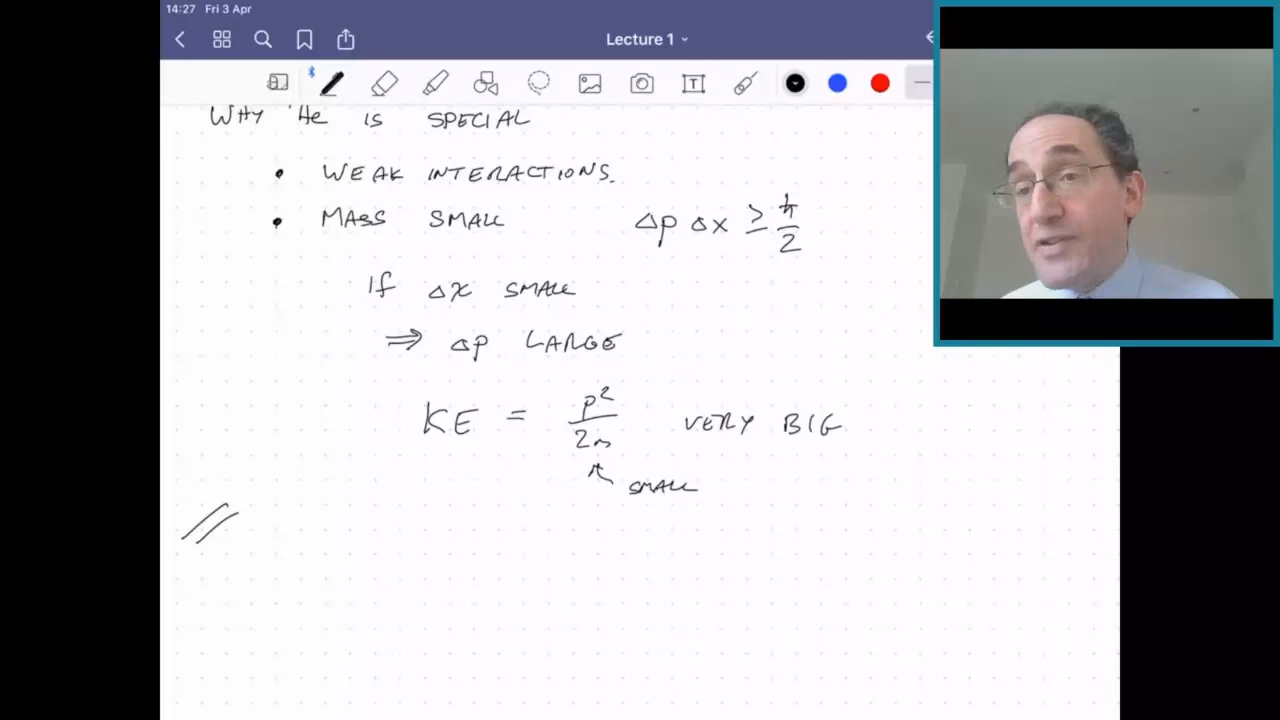 14:27 Fri 3 Apr
Lecture 1
WHY 'He IS SPECIAL
• WEAK INTERACTIONS.
• MASS SMALL Δp Δx ≥ ħ/2
If Δx SMALL
⇒ Δp LARGE
KE = p²/2m VERY BIG
SMALL